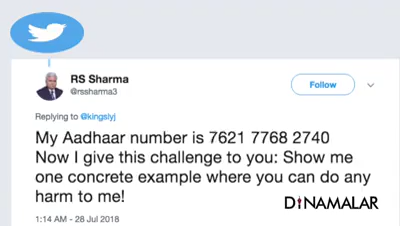 RS Sharma
@rssharma3
Follow
Replying to @kingslyj
My Aadhaar number is 7621 7768 2740
Now I give this challenge to you: Show me
one concrete example where you can do any
harm to me!
1:14 AM - 28 Jul 2018
DINAMALAR